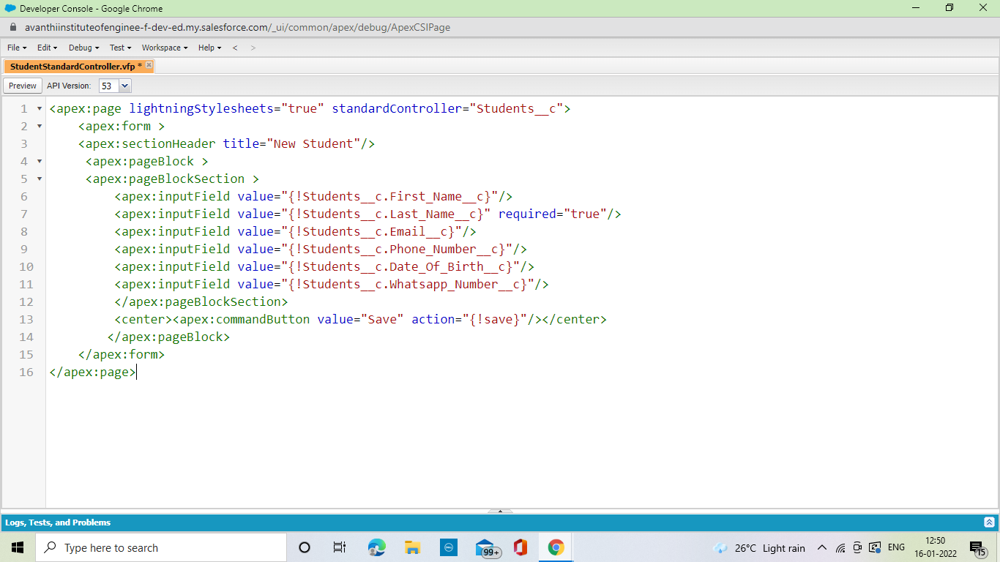 Developer Console - Google Chrome
avanthiinstituteofenginee-f-dev-ed.my.salesforce.com/_ui/common/apex/debug/ApexCSIPage
File Edit Debug Test Workspace Help < >
StudentStandardController.vfp *
Preview API Version: 53
1 <apex:page lightningStylesheets="true" standardController="Students__c">
2 <apex:form >
3 <apex:sectionHeader title="New Student"/>
4 <apex:pageBlock >
5 <apex:pageBlockSection >
6 <apex:inputField value="{!Students__c.First_Name__c}"/>
7 <apex:inputField value="{!Students__c.Last_Name__c}" required="true"/>
8 <apex:inputField value="{!Students__c.Email__c}"/>
9 <apex:inputField value="{!Students__c.Phone_Number__c}"/>
10 <apex:inputField value="{!Students__c.Date_Of_Birth__c}"/>
11 <apex:inputField value="{!Students__c.Whatsapp_Number__c}"/>
12 </apex:pageBlockSection>
13 <center><apex:commandButton value="Save" action="{!save}"/></center>
14 </apex:pageBlock>
15 </apex:form>
16 </apex:page>
Logs, Tests, and Problems
Type here to search
99+
26°C Light rain
ENG
12:50
16-01-2022
15